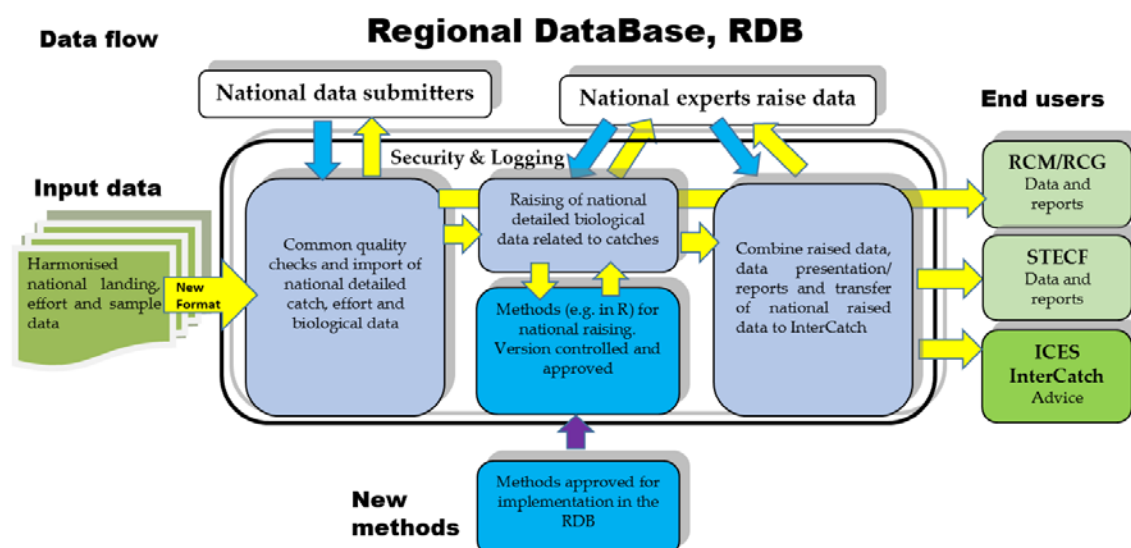 Data flow
Regional DataBase, RDB
National data submitters
National experts raise data
End users
Security & Logging
Input data
Harmonised
national landing,
effort and sample
data
New
Format
Common quality
checks and import of
national detailed
catch, effort and
biological data
Raising of national
detailed biological
data related to catches
Methods (e.g. in R) for
national raising.
Version controlled and
approved
Combine raised data,
data presentation/
reports and transfer
of national raised
data to InterCatch
RCM/RCG
Data and
reports
STECF
Data and
reports
ICES
InterCatch
Advice
New
methods
Methods approved for
implementation in the
RDB